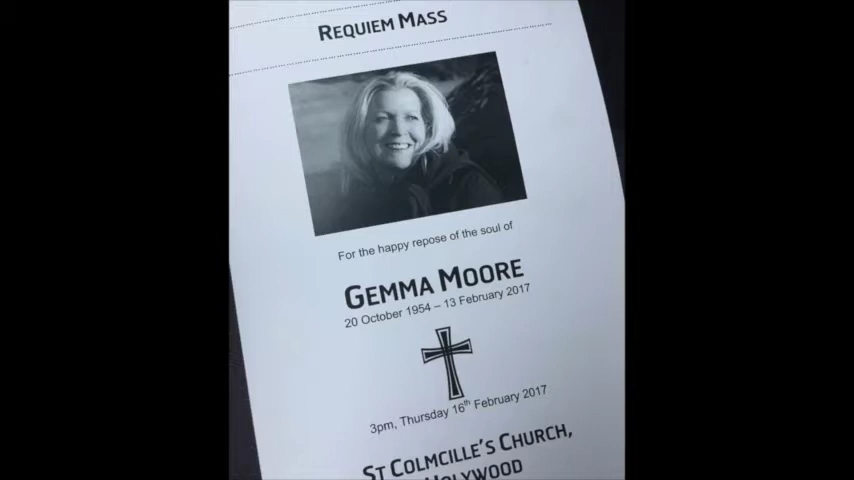 REQUIEM MASS
For the happy repose of the soul of
GEMMA MOORE
20 October 1954 – 13 February 2017
3pm, Thursday 16th February 2017
ST COLMCILLE'S CHURCH,
HOLYWOOD